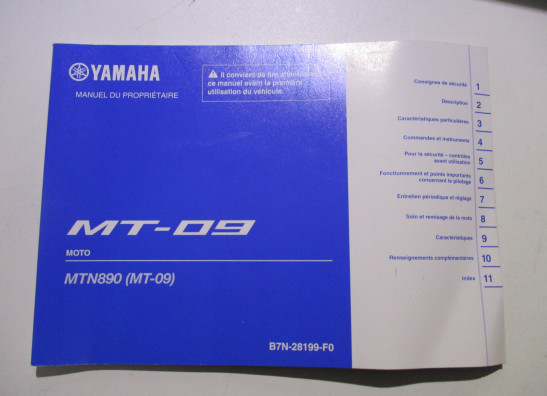 YAMAHA
MANUEL DU PROPRIÉTAIRE
Il convient de lire attentivement
ce manuel avant la première
utilisation du véhicule.
MT-09
MOTO
MTN890 (MT-09)
B7N-28199-F0
Consignes de sécurité 1
Description 2
Caractéristiques particulières 3
Commandes et instruments 4
Pour la sécurité – contrôles
avant utilisation 5
Fonctionnement et points importants
concernant le pilotage 6
Entretien périodique et réglage 7
Soin et remisage de la moto 8
Caractéristiques 9
Renseignements complémentaires 10
Index 11